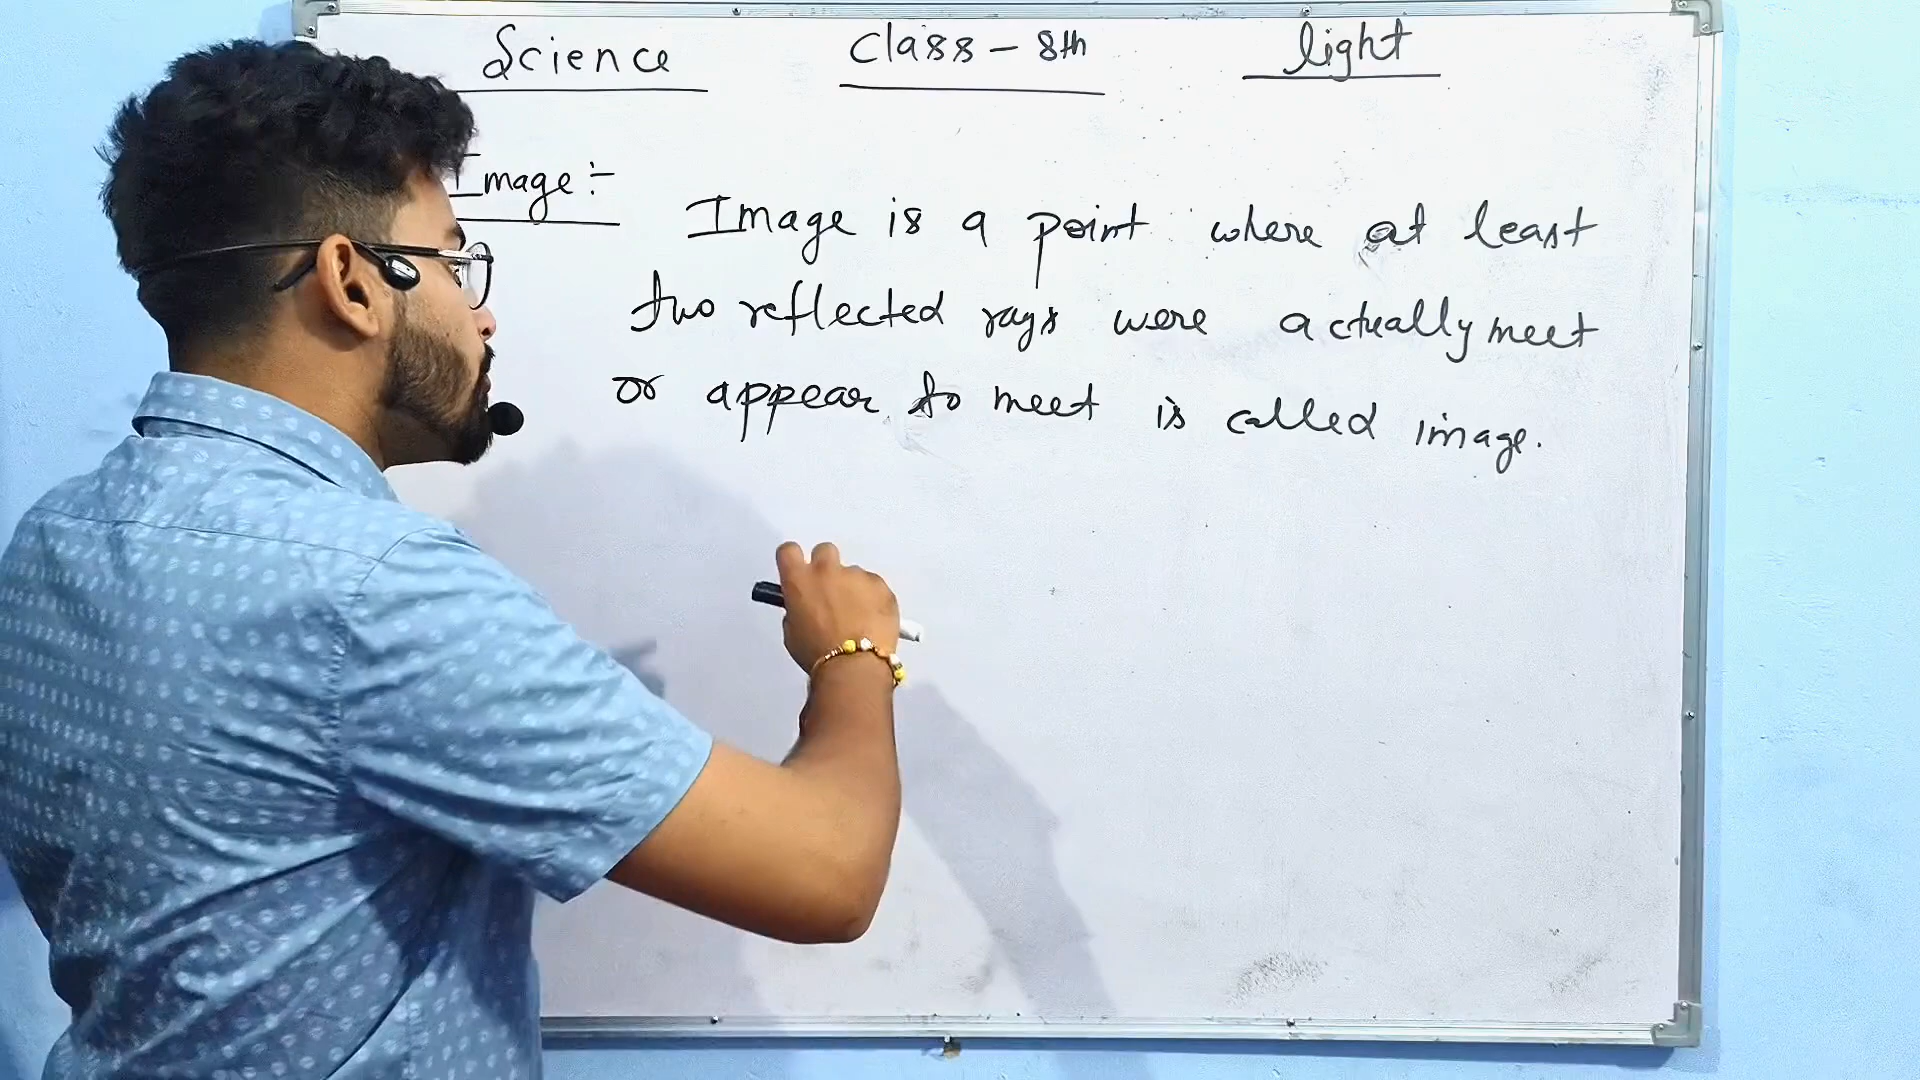 Science Class - 8th light
Image :-
Image is a point where at least
two reflected rays were actually meet
or appear to meet is called image.